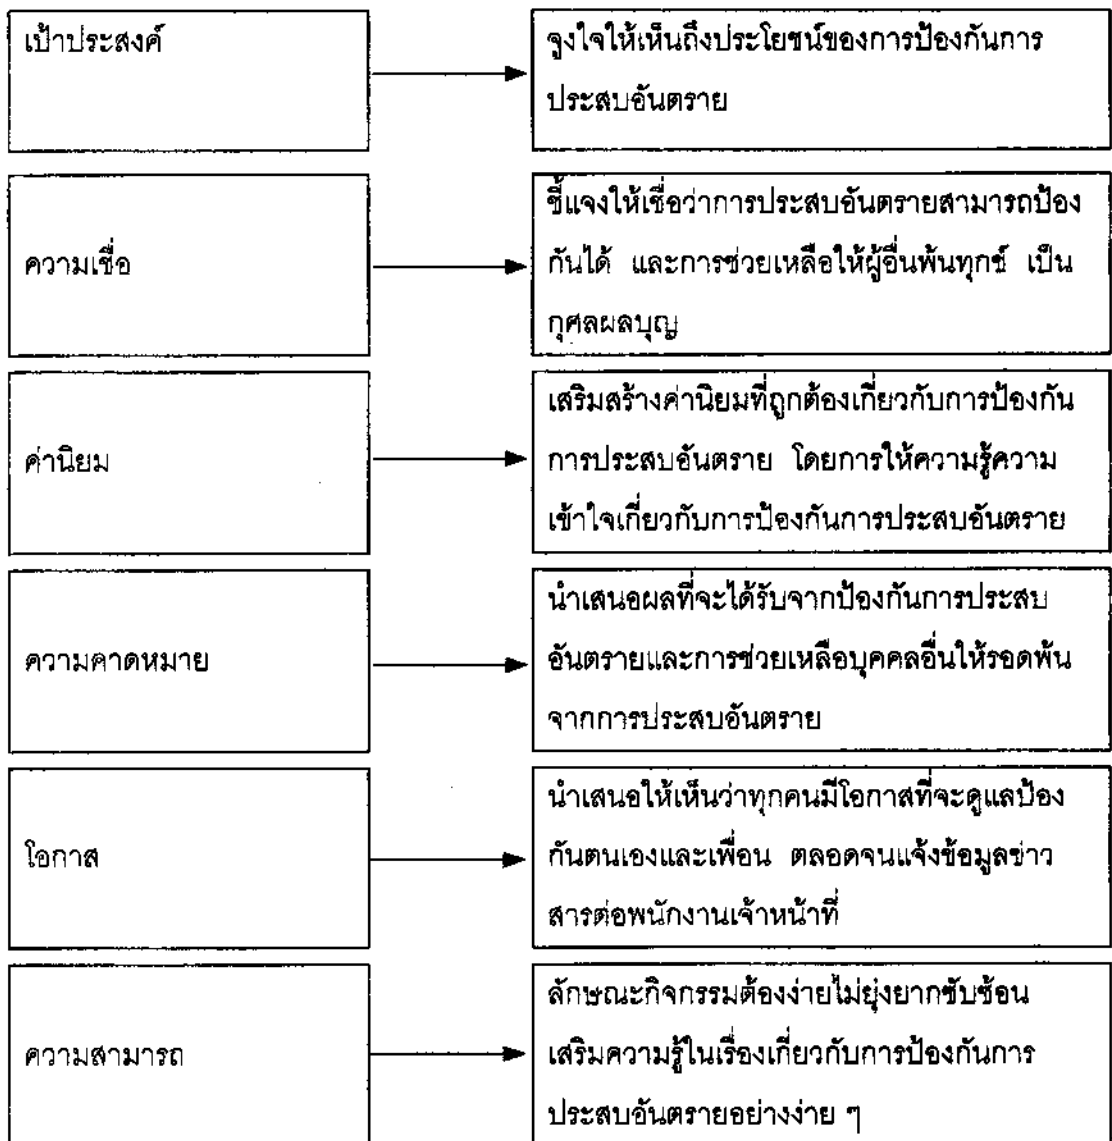 เป้าประสงค์
จูงใจให้เห็นถึงประโยชน์ของการป้องกันการ
ประสบอันตราย
ความเชื่อ
ชี้แจงให้เชื่อว่าการประสบอันตรายสามารถป้อง
กันได้ และการช่วยเหลือให้ผู้อื่นพ้นทุกข์ เป็น
กุศลผลบุญ
ค่านิยม
เสริมสร้างค่านิยมที่ถูกต้องเกี่ยวกับการป้องกัน
การประสบอันตราย โดยการให้ความรู้ความ
เข้าใจเกี่ยวกับการป้องกันการประสบอันตราย
ความคาดหมาย
นำเสนอผลที่จะได้รับจากป้องกันการประสบ
อันตรายและการช่วยเหลือบุคคลอื่นให้รอดพ้น
จากการประสบอันตราย
โอกาส
นำเสนอให้เห็นว่าทุกคนมีโอกาสที่จะดูแลป้อง
กันตนเองและเพื่อน ตลอดจนแจ้งข้อมูลข่าว
สารต่อพนักงานเจ้าหน้าที่
ความสามารถ
ลักษณะกิจกรรมต้องง่ายไม่ยุ่งยากซับซ้อน
เสริมความรู้ในเรื่องเกี่ยวกับการป้องกันการ
ประสบอันตรายอย่างง่าย ๆ